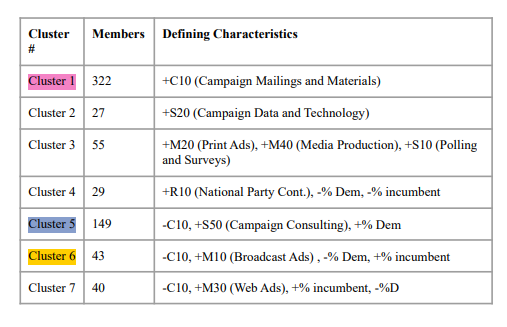 Cluster # Members Defining Characteristics
Cluster 1 322 +C10 (Campaign Mailings and Materials)
Cluster 2 27 +S20 (Campaign Data and Technology)
Cluster 3 55 +M20 (Print Ads), +M40 (Media Production), +S10 (Polling
and Surveys)
Cluster 4 29 +R10 (National Party Cont.), -% Dem, -% incumbent
Cluster 5 149 -C10, +S50 (Campaign Consulting), +% Dem
Cluster 6 43 -C10, +M10 (Broadcast Ads) , -% Dem, +% incumbent
Cluster 7 40 -C10, +M30 (Web Ads), +% incumbent, -%D